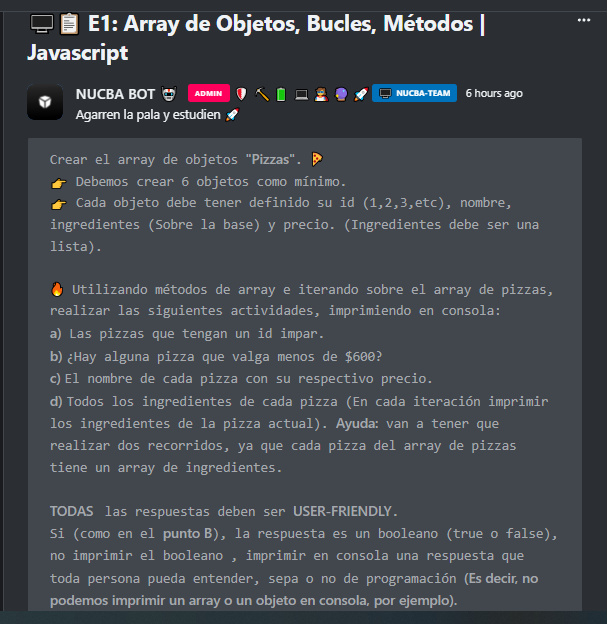 🖥️📋 E1: Array de Objetos, Bucles, Métodos |
Javascript
NUCBA BOT ADMIN NUCBA-TEAM 6 hours ago
Agarren la pala y estudien 🚀
Crear el array de objetos "Pizzas". 🍕
👉 Debemos crear 6 objetos como mínimo.
👉 Cada objeto debe tener definido su id (1,2,3,etc), nombre,
ingredientes (Sobre la base) y precio. (Ingredientes debe ser una
lista).
🔥 Utilizando métodos de array e iterando sobre el array de pizzas,
realizar las siguientes actividades, imprimiendo en consola:
a) Las pizzas que tengan un id impar.
b) ¿Hay alguna pizza que valga menos de $600?
c) El nombre de cada pizza con su respectivo precio.
d) Todos los ingredientes de cada pizza (En cada iteración imprimir
los ingredientes de la pizza actual). Ayuda: van a tener que
realizar dos recorridos, ya que cada pizza del array de pizzas
tiene un array de ingredientes.
TODAS las respuestas deben ser USER-FRIENDLY.
Si (como en el punto B), la respuesta es un booleano (true o false),
no imprimir el booleano , imprimir en consola una respuesta que
toda persona pueda entender, sepa o no de programación (Es decir, no
podemos imprimir un array o un objeto en consola, por ejemplo).